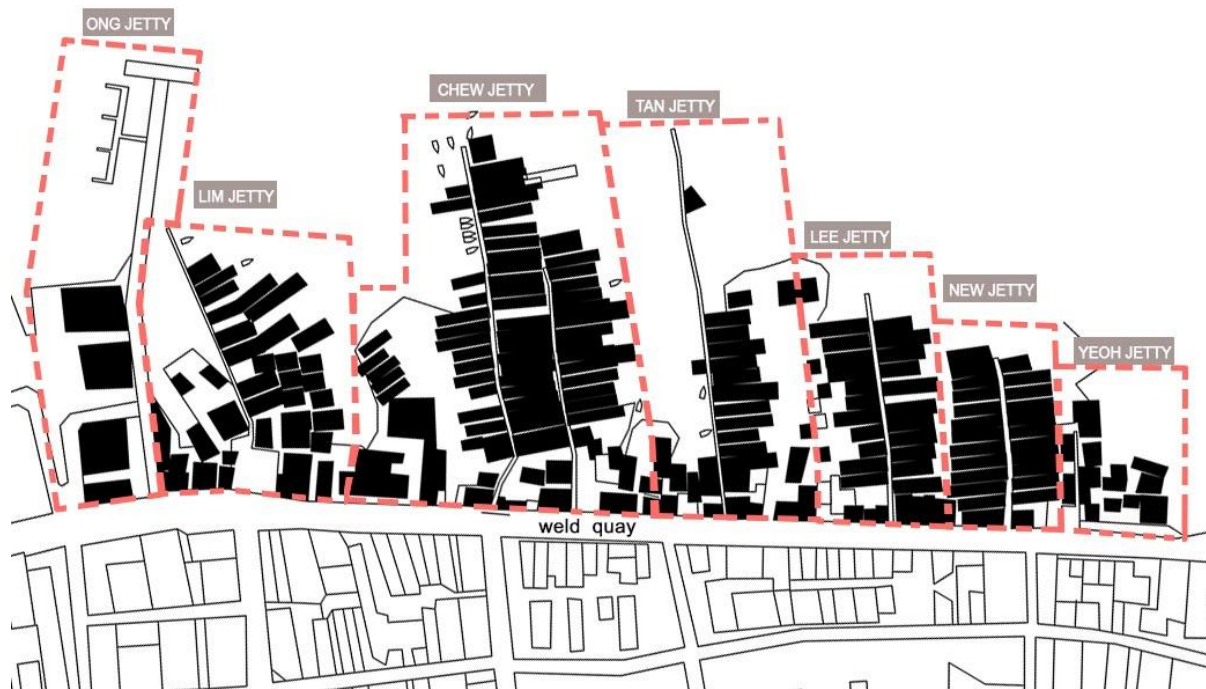 ONG JETTY
LIM JETTY
CHEW JETTY
TAN JETTY
LEE JETTY
NEW JETTY
YEOH JETTY
weld quay